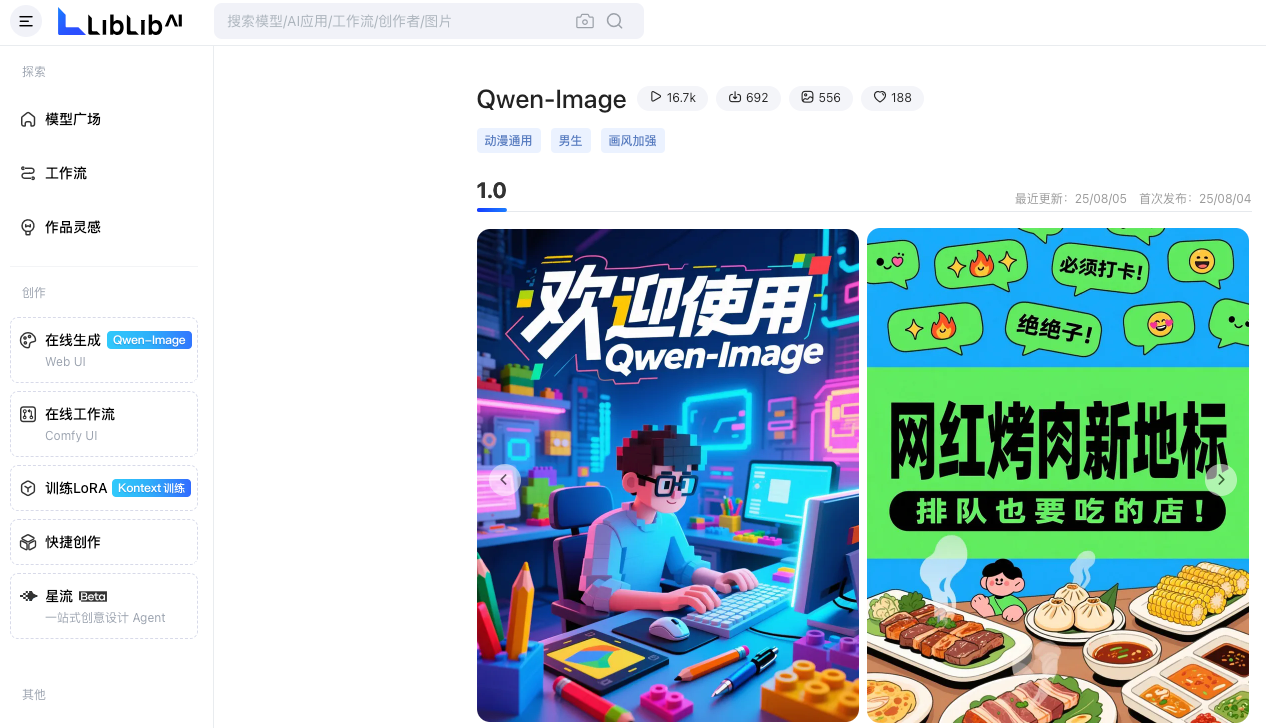 LibLib AI
搜索模型/AI应用/工作流/创作者/图片
探索
模型广场
工作流
作品灵感
创作
在线生成 Qwen-Image
Web UI
在线工作流
Comfy UI
训练LoRA Kontext 训练
快捷创作
星流 Beta
一站式创意设计 Agent
其他
Qwen-Image 16.7k 692 556 188
动漫通用 男生 画风加强
1.0
最近更新：25/08/05 首次发布：25/08/04
欢迎使用
Qwen-Image
必须打卡!
绝绝子!
网红烤肉新地标
排队也要吃的店!